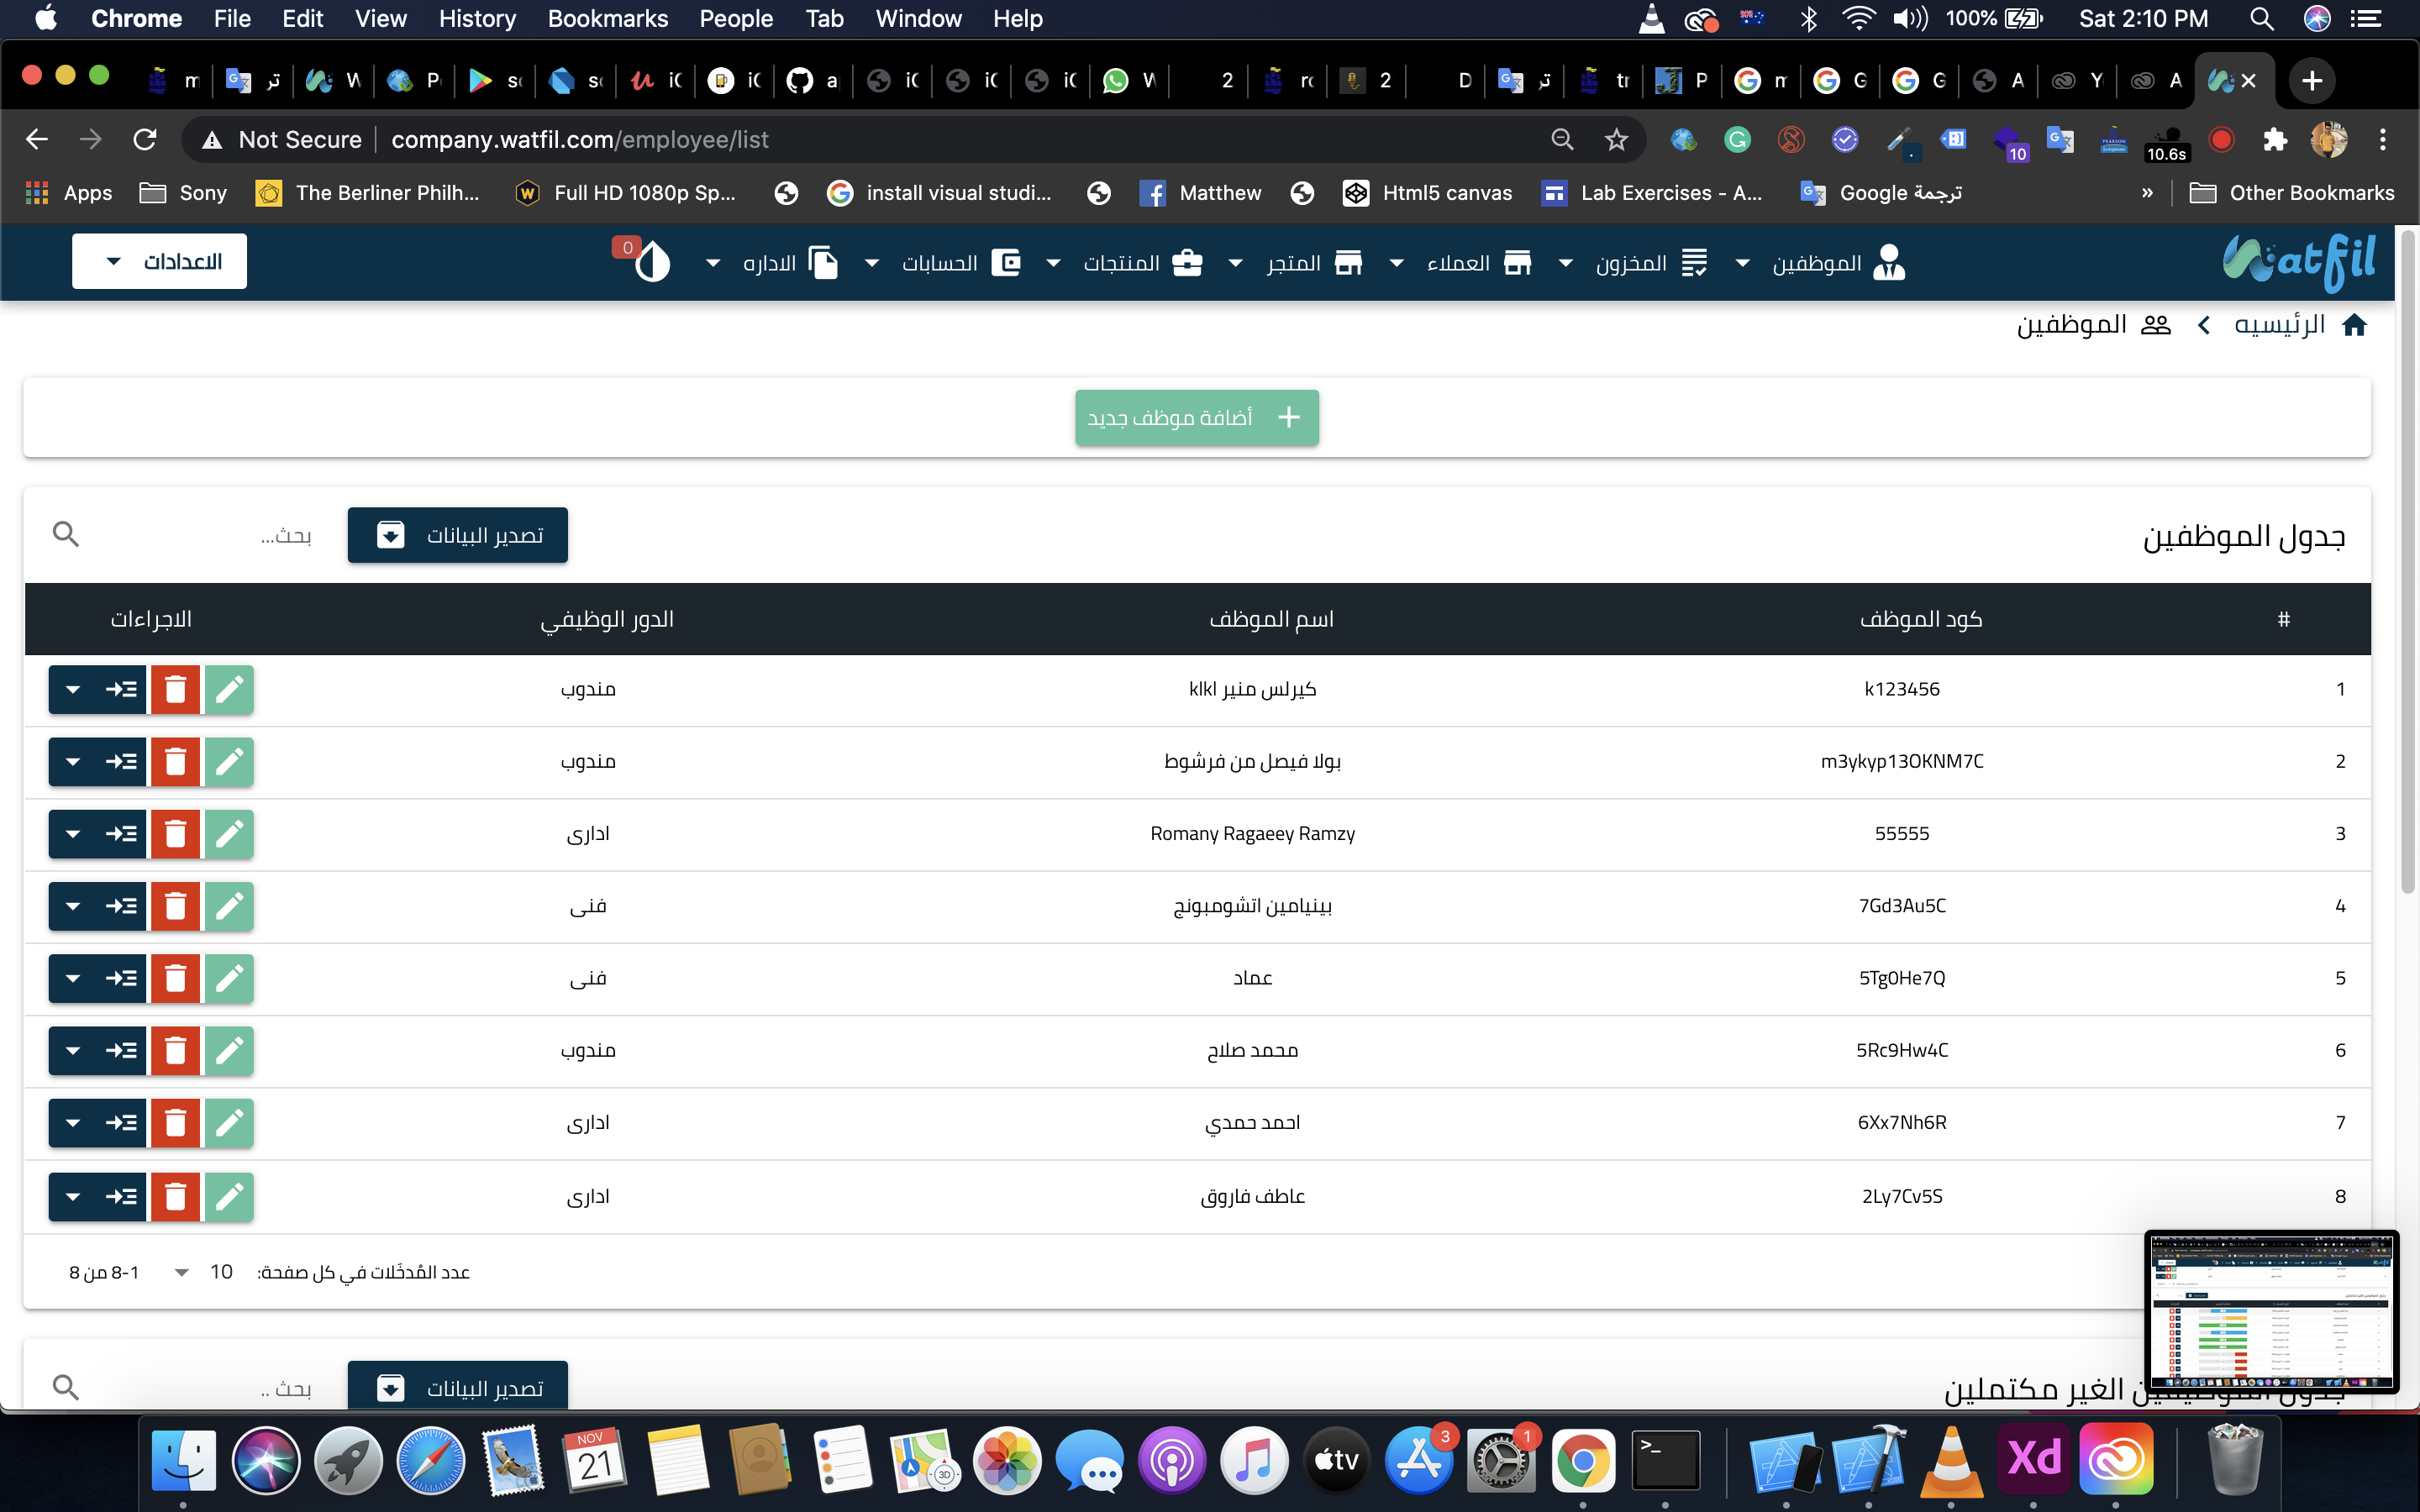 Chrome File Edit View History Bookmarks People Tab Window Help 100% Sat 2:10 PM
2 2 D
Not Secure company.watfil.com/employee/list 10 10.6s
Apps Sony The Berliner Philh... Full HD 1080p Sp... install visual studi... Matthew Html5 canvas Lab Exercises - A... ترجمة Google » Other Bookmarks
watfil الموظفين المخزون العملاء المتجر المنتجات الحسابات الاداره 0 الاعدادات
الرئيسيه الموظفين
أضافة موظف جديد
جدول الموظفين تصدير البيانات بحث...
# كود الموظف اسم الموظف الدور الوظيفي الاجراءات
1 k123456 كيرلس منير klkl مندوب
2 m3ykyp13OKNM7C بولا فيصل من فرشوط مندوب
3 55555 Romany Ragaeey Ramzy ادارى
4 7Gd3Au5C بينيامين اتشومبونج فنى
5 5Tg0He7Q عماد فنى
6 5Rc9Hw4C محمد صلاح مندوب
7 6Xx7Nh6R احمد حمدي ادارى
8 2Ly7Cv5S عاطف فاروق ادارى
عدد المُدخَلات في كل صفحة: 10 1-8 من 8
الغير مكتملين تصدير البيانات بحث ..
NOV 21 3D tv 3 1 >_ Xd